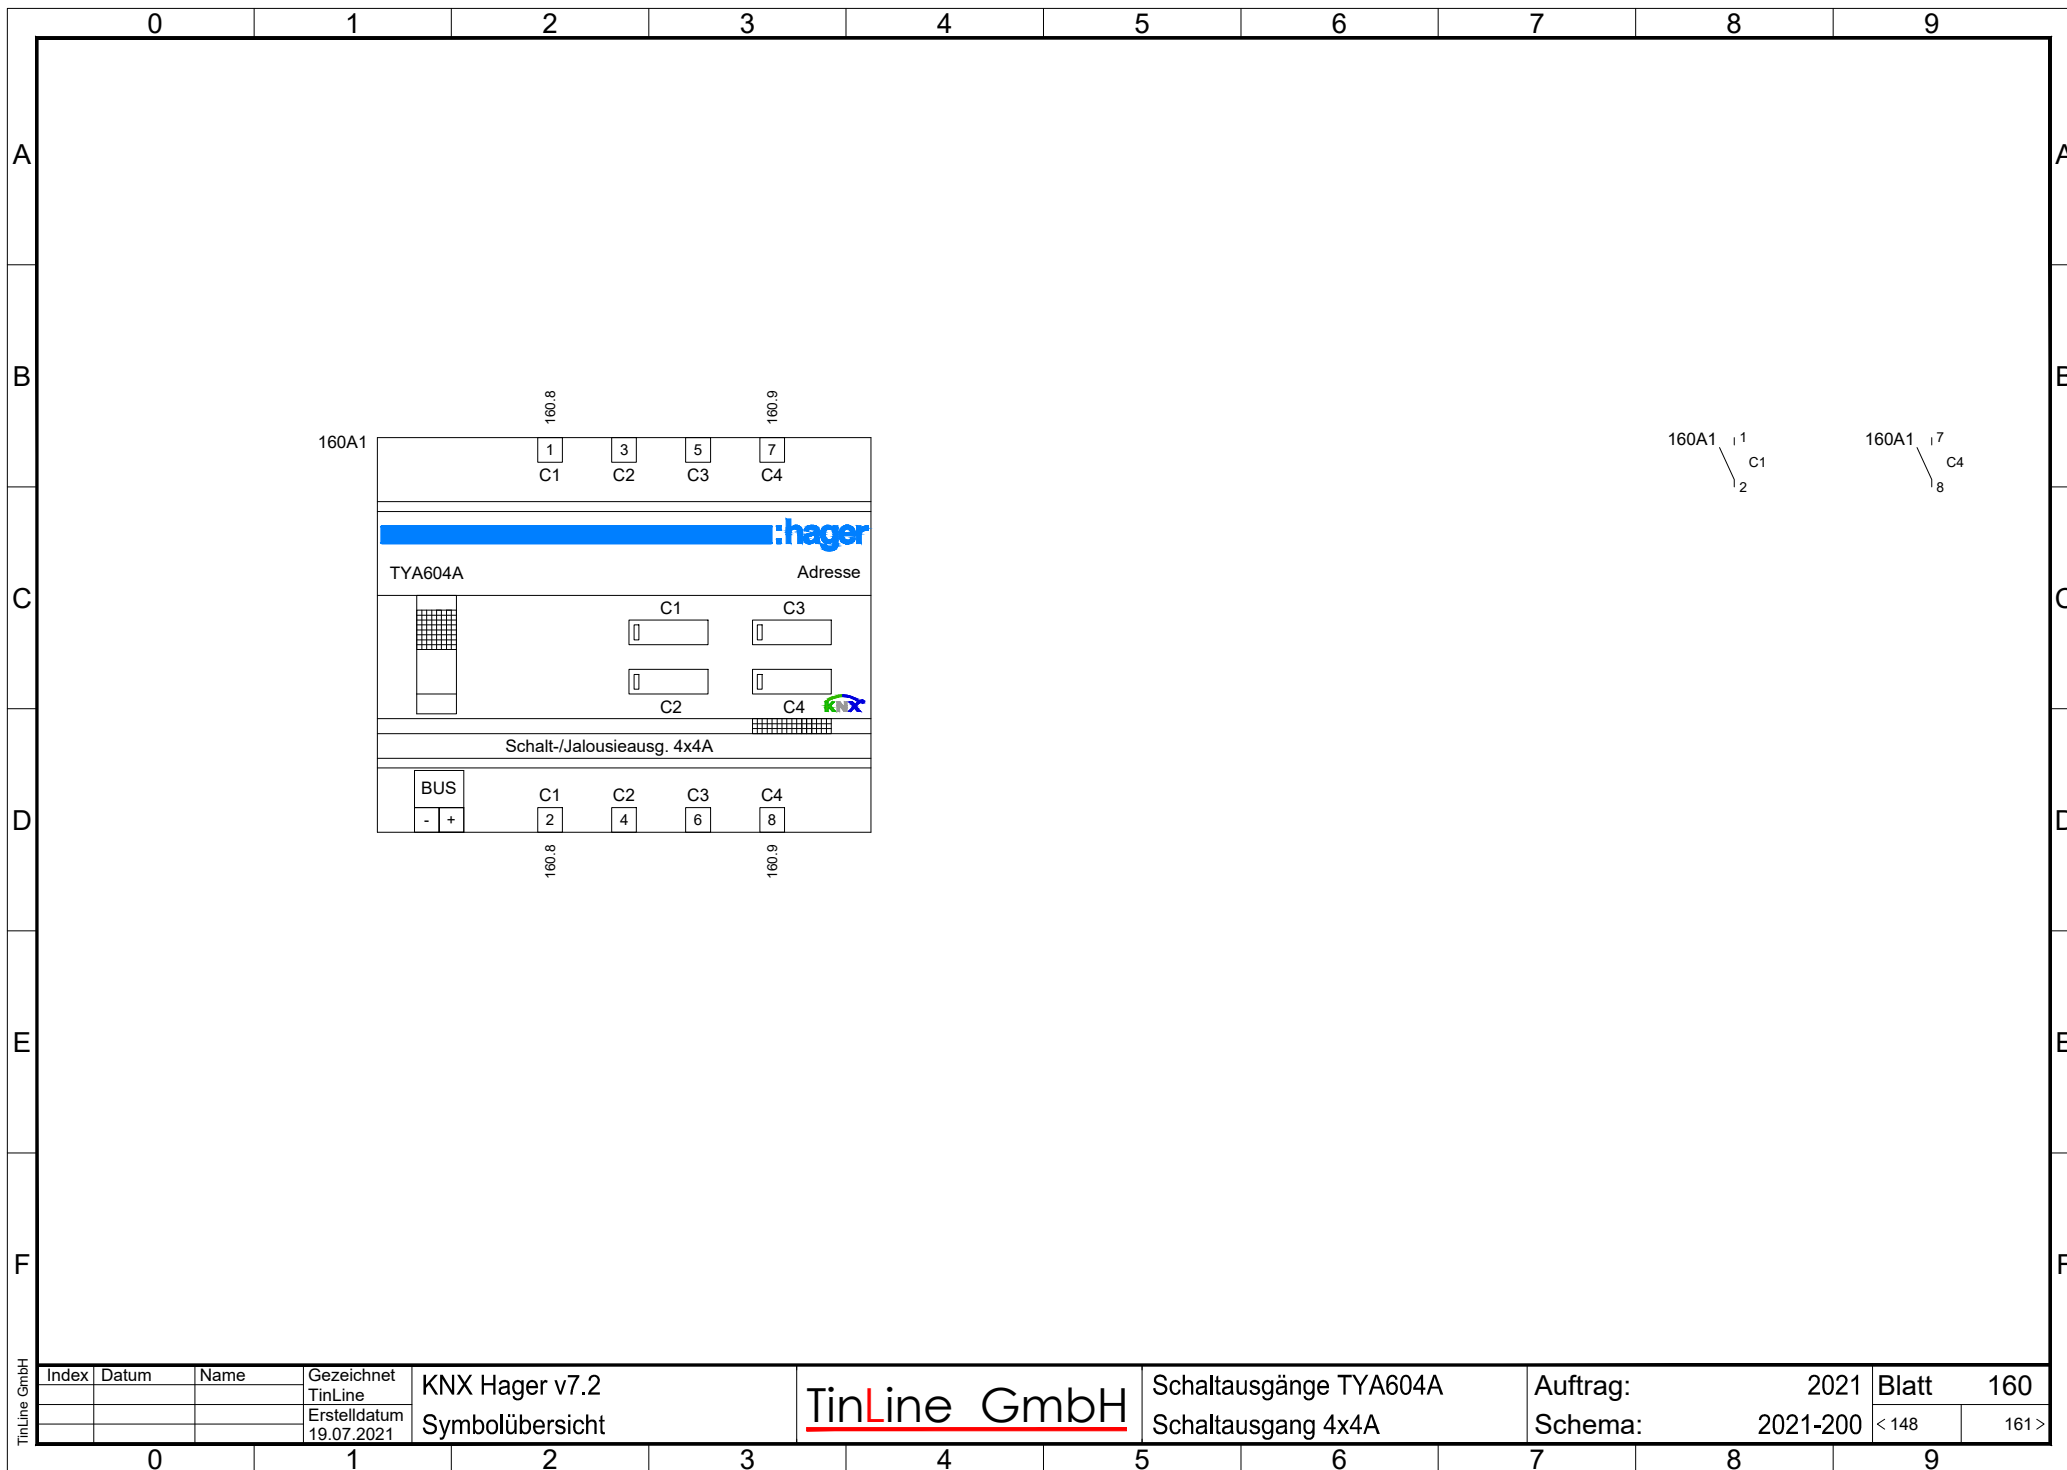 0 1 2 3 4 5 6 7 8 9
A A
B B
C C
D D
E E
F F
160.8 160.9
160A1
1 3 5 7
C1 C2 C3 C4
:hager
TYA604A Adresse
C1 C3
C2 C4
KNX
Schalt-/Jalousieausg. 4x4A
BUS
- +
C1 C2 C3 C4
2 4 6 8
160.8 160.9
160A1 1
C1
2
160A1 7
C4
8
TinLine GmbH
Index Datum Name
Gezeichnet
TinLine
Erstelldatum
19.07.2021
KNX Hager v7.2
Symbolübersicht
TinLine GmbH
Schaltausgänge TYA604A
Schaltausgang 4x4A
Auftrag: 2021
Schema: 2021-200
Blatt 160
< 148 161 >
0 1 2 3 4 5 6 7 8 9